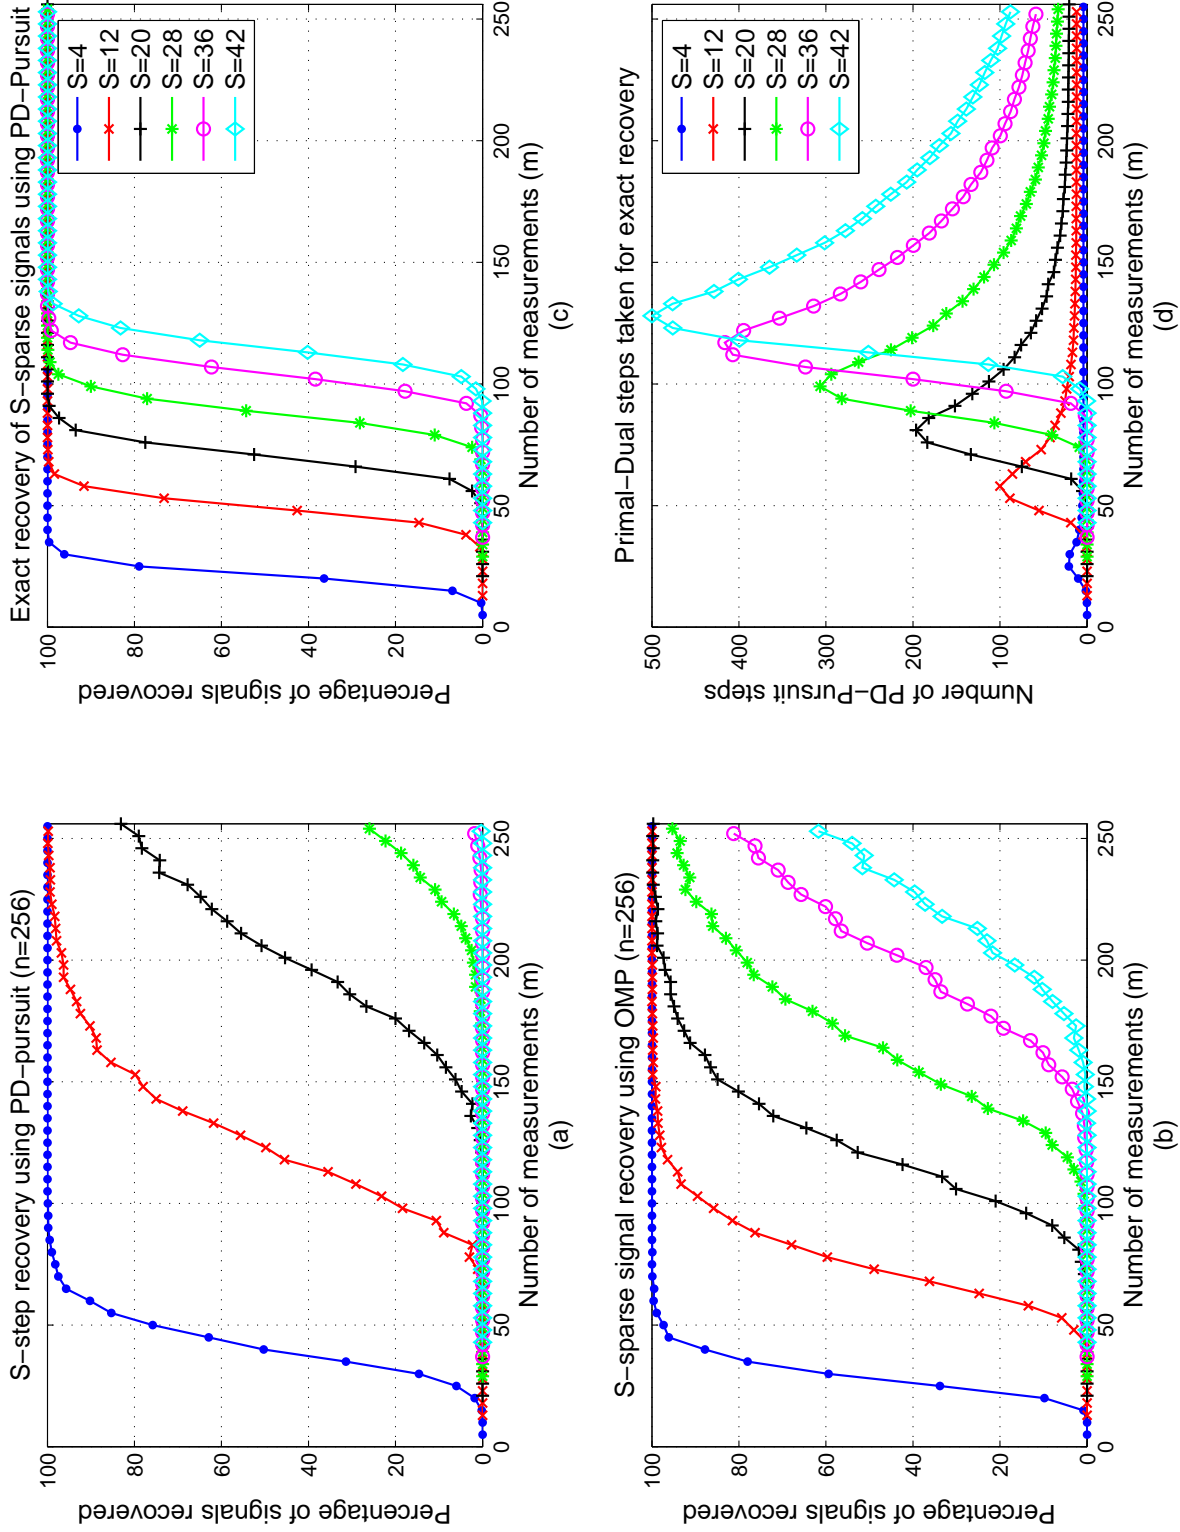 S−step recovery using PD−pursuit (n=256)
Percentage of signals recovered
100
80
60
40
20
0
0
50
100
150
200
250
Number of measurements (m)
(a)
Exact recovery of S−sparse signals using PD−Pursuit
Percentage of signals recovered
100
80
60
40
20
0
0
50
100
150
200
250
Number of measurements (m)
(c)
S=4
S=12
S=20
S=28
S=36
S=42
S−sparse signal recovery using OMP (n=256)
Percentage of signals recovered
100
80
60
40
20
0
0
50
100
150
200
250
Number of measurements (m)
(b)
Primal−Dual steps taken for exact recovery
Number of PD−Pursuit steps
500
400
300
200
100
0
0
50
100
150
200
250
Number of measurements (m)
(d)
S=4
S=12
S=20
S=28
S=36
S=42